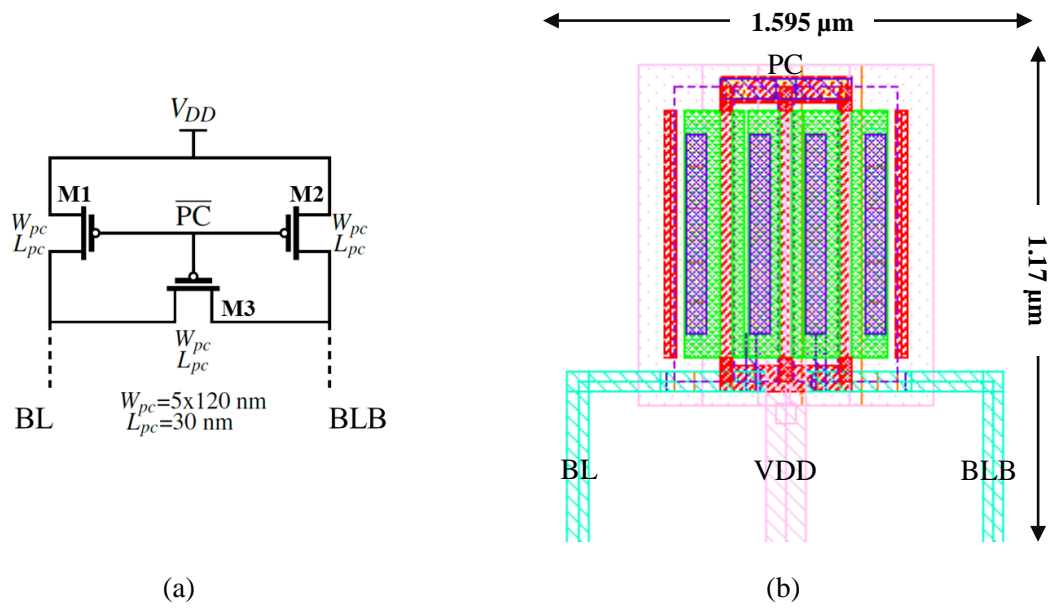 1.595 µm
PC
V_DD
M1
M2
W_pc
L_pc
P̅C̅
W_pc
L_pc
M3
W_pc
L_pc
1.17 µm
W_pc=5x120 nm
L_pc=30 nm
BL
BLB
BL
VDD
BLB
(a)
(b)